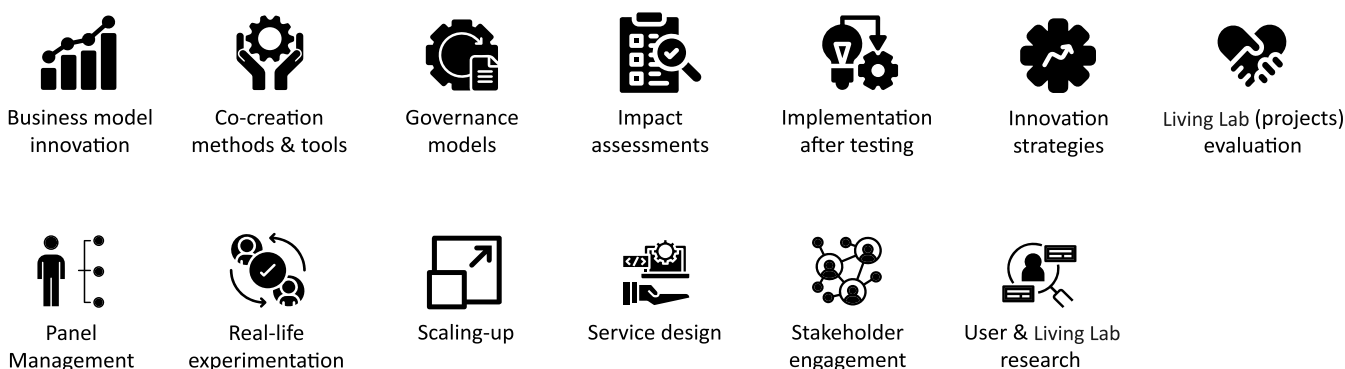 Business model
innovation
Co-creation
methods & tools
Governance
models
Impact
assessments
Implementation
after testing
Innovation
strategies
Living Lab (projects)
evaluation
Panel
Management
Real-life
experimentation
Scaling-up
Service design
Stakeholder
engagement
User & Living Lab
research